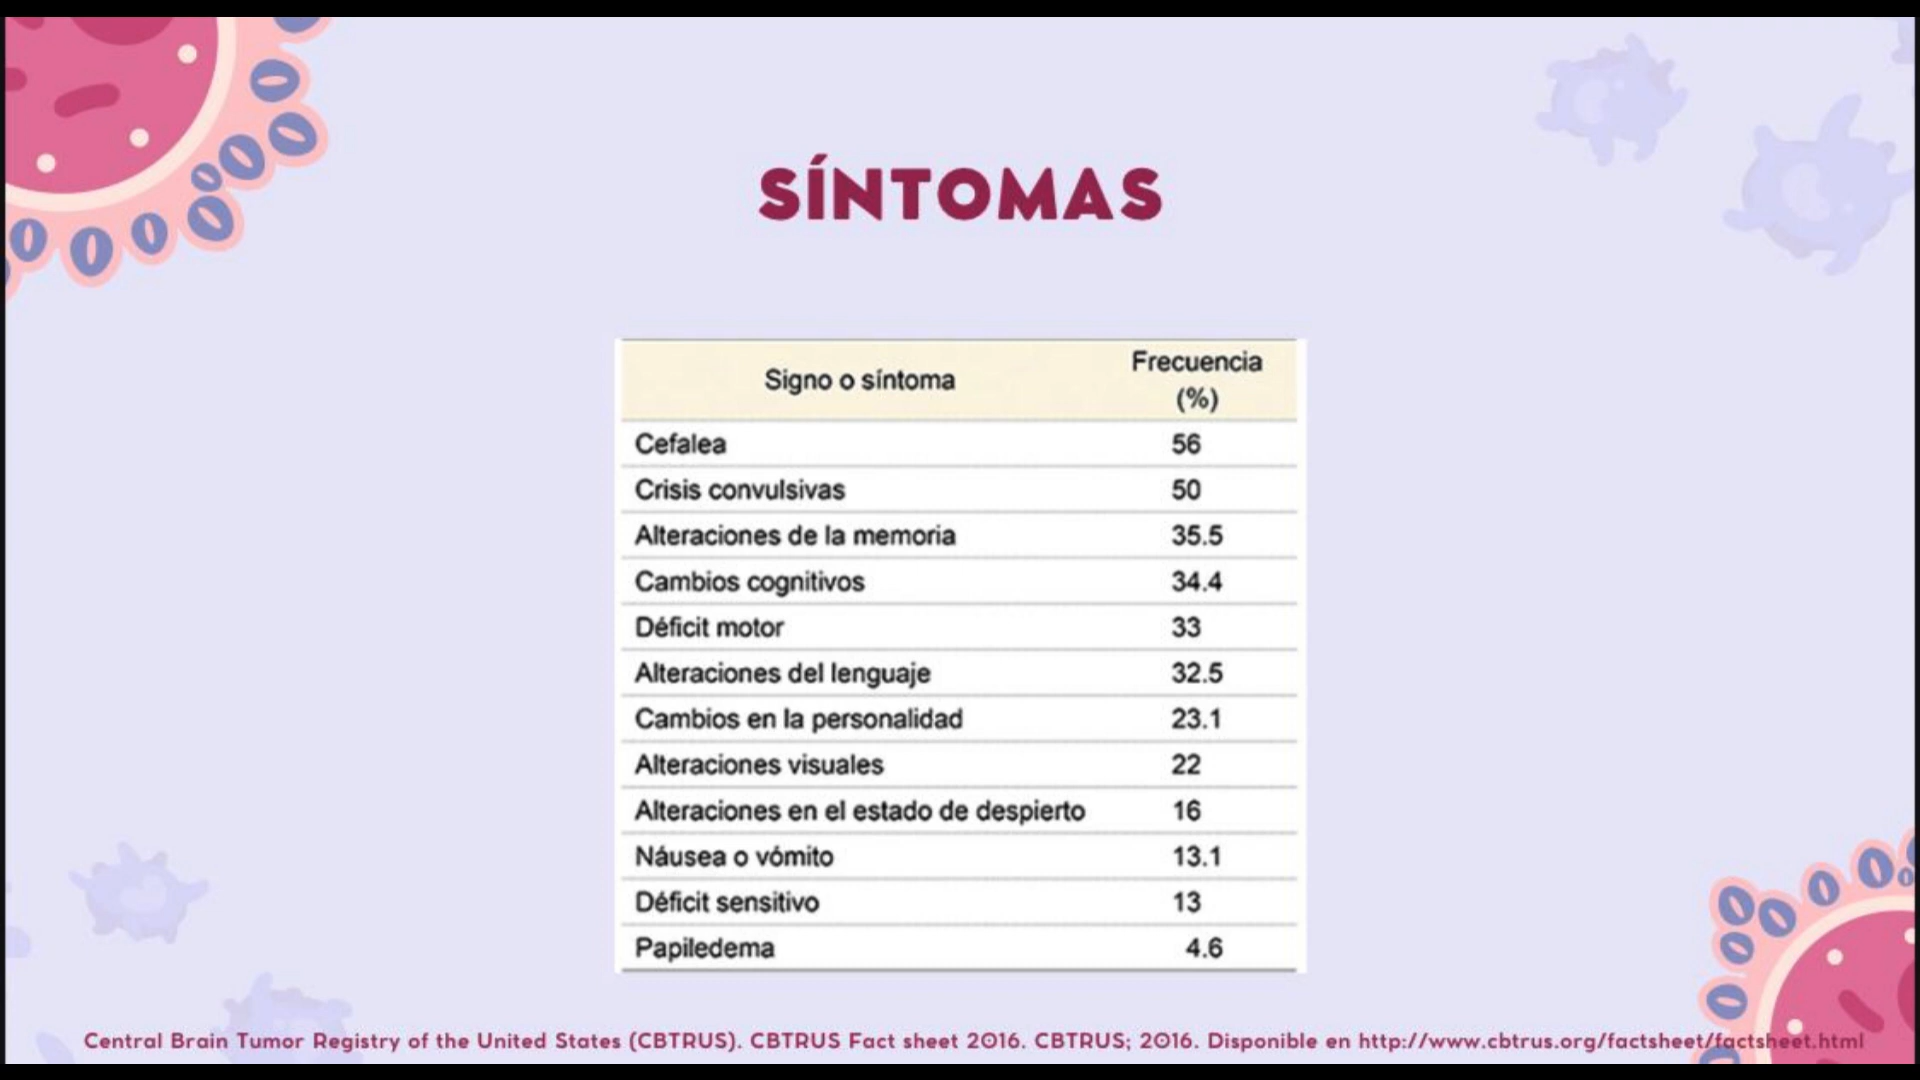 SÍNTOMAS
Signo o síntoma
Frecuencia
(%)
Cefalea 56
Crisis convulsivas 50
Alteraciones de la memoria 35.5
Cambios cognitivos 34.4
Déficit motor 33
Alteraciones del lenguaje 32.5
Cambios en la personalidad 23.1
Alteraciones visuales 22
Alteraciones en el estado de despierto 16
Náusea o vómito 13.1
Déficit sensitivo 13
Papiledema 4.6
Central Brain Tumor Registry of the United States (CBTRUS). CBTRUS Fact sheet 2016. CBTRUS; 2016. Disponible en http://www.cbtrus.org/factsheet/factsheet.html